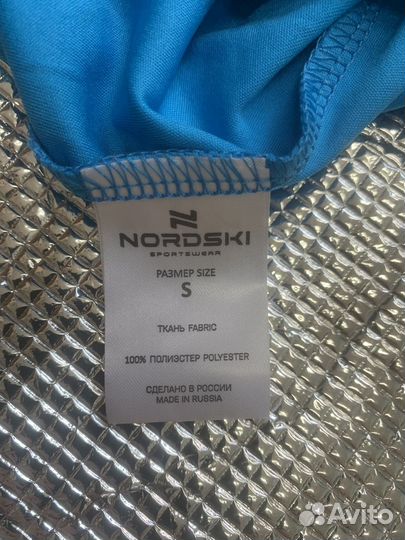 NORDSKI
SPORTSWEAR
РАЗМЕР SIZE
S
ТКАНЬ FABRIC
100% ПОЛИЭСТЕР POLYESTER
СДЕЛАНО В РОССИИ
MADE IN RUSSIA
Avito